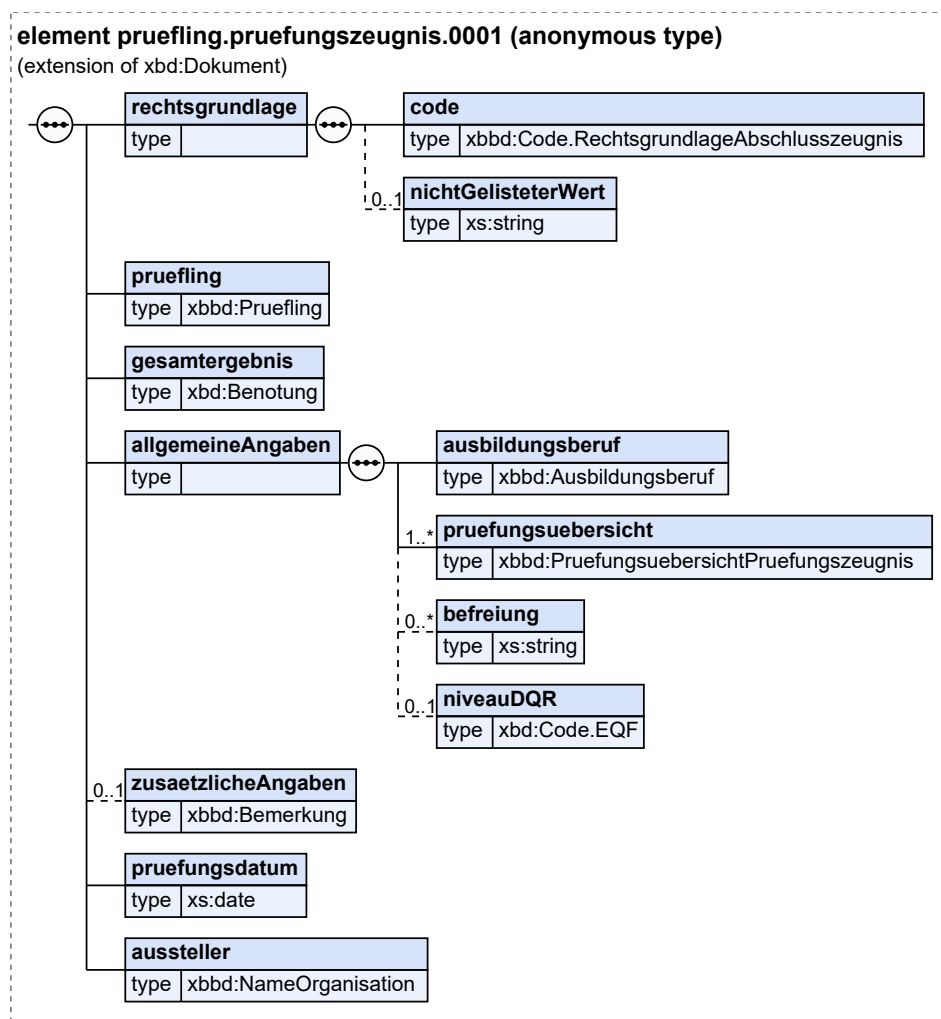 element pruefling.pruefungszeugnis.0001 (anonymous type)
(extension of xbd:Dokument)
rechtsgrundlage
type
code
type xbbd:Code.RechtsgrundlageAbschlusszeugnis
0..1
nichtGelisteterWert
type xs:string
pruefling
type xbbd:Pruefling
gesamtergebnis
type xbd:Benotung
allgemeineAngaben
type
ausbildungsberuf
type xbbd:Ausbildungsberuf
1..*
pruefungsuebersicht
type xbbd:PruefungsuebersichtPruefungszeugnis
0..*
befreiung
type xs:string
0..1
niveauDQR
type xbd:Code.EQF
0..1
zusaetzlicheAngaben
type xbbd:Bemerkung
pruefungsdatum
type xs:date
aussteller
type xbbd:NameOrganisation